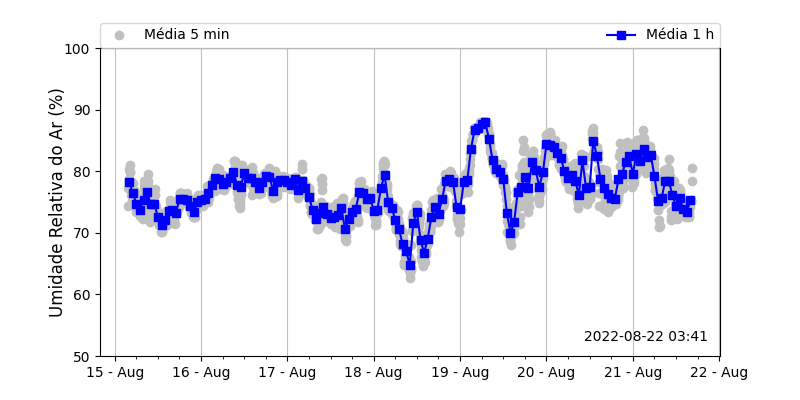 Média 5 min
Média 1 h
Umidade Relativa do Ar (%)
100
90
80
70
60
50
2022-08-22 03:41
15 - Aug
16 - Aug
17 - Aug
18 - Aug
19 - Aug
20 - Aug
21 - Aug
22 - Aug